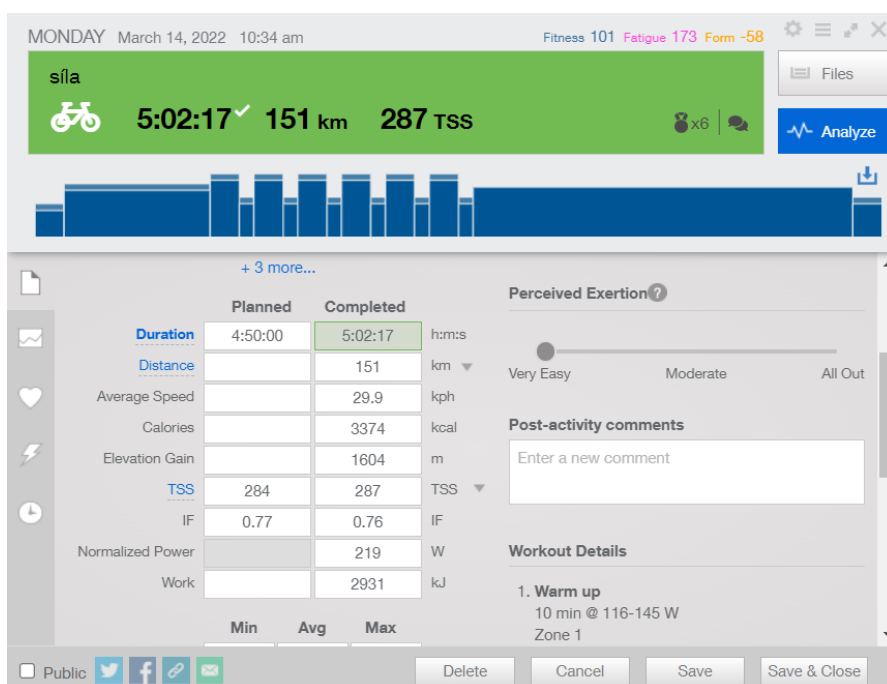 MONDAY March 14, 2022 10:34 am
Fitness 101 Fatigue 173 Form -58
síla
5:02:17 151 km 287 TSS
x6
Files
Analyze
+ 3 more...
Planned Completed
Duration 4:50:00 5:02:17 h:m:s
Distance 151 km
Average Speed 29.9 kph
Calories 3374 kcal
Elevation Gain 1604 m
TSS 284 287 TSS
IF 0.77 0.76 IF
Normalized Power 219 W
Work 2931 kJ
Min Avg Max
Perceived Exertion ?
Very Easy Moderate All Out
Post-activity comments
Enter a new comment
Workout Details
1. Warm up
10 min @ 116-145 W
Zone 1
Public
Delete Cancel Save Save & Close